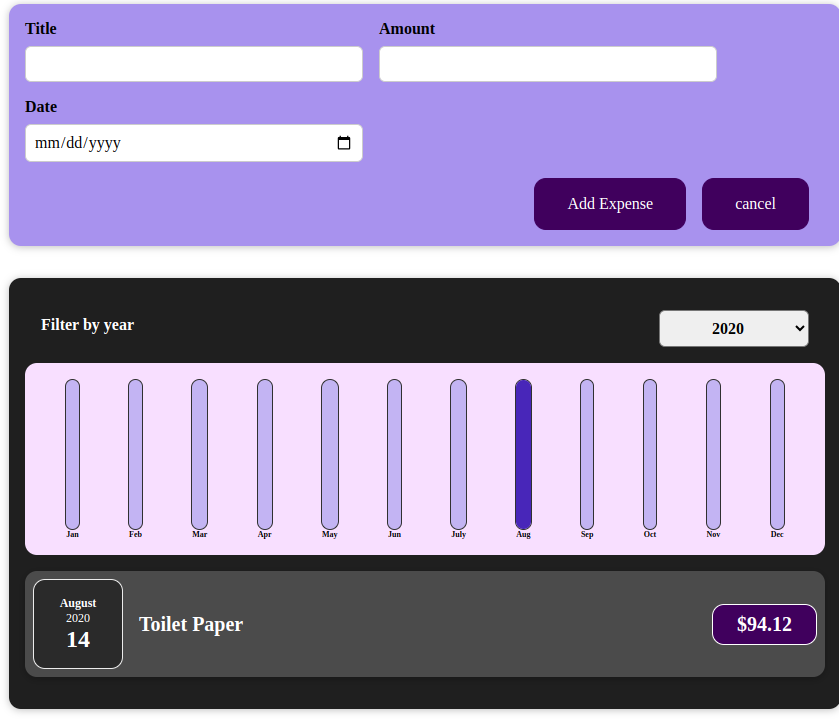 Title Amount
Date
mm/dd/yyyy
Add Expense cancel
Filter by year 2020
Jan Feb Mar Apr May Jun July Aug Sep Oct Nov Dec
August
2020
14
Toilet Paper
$94.12